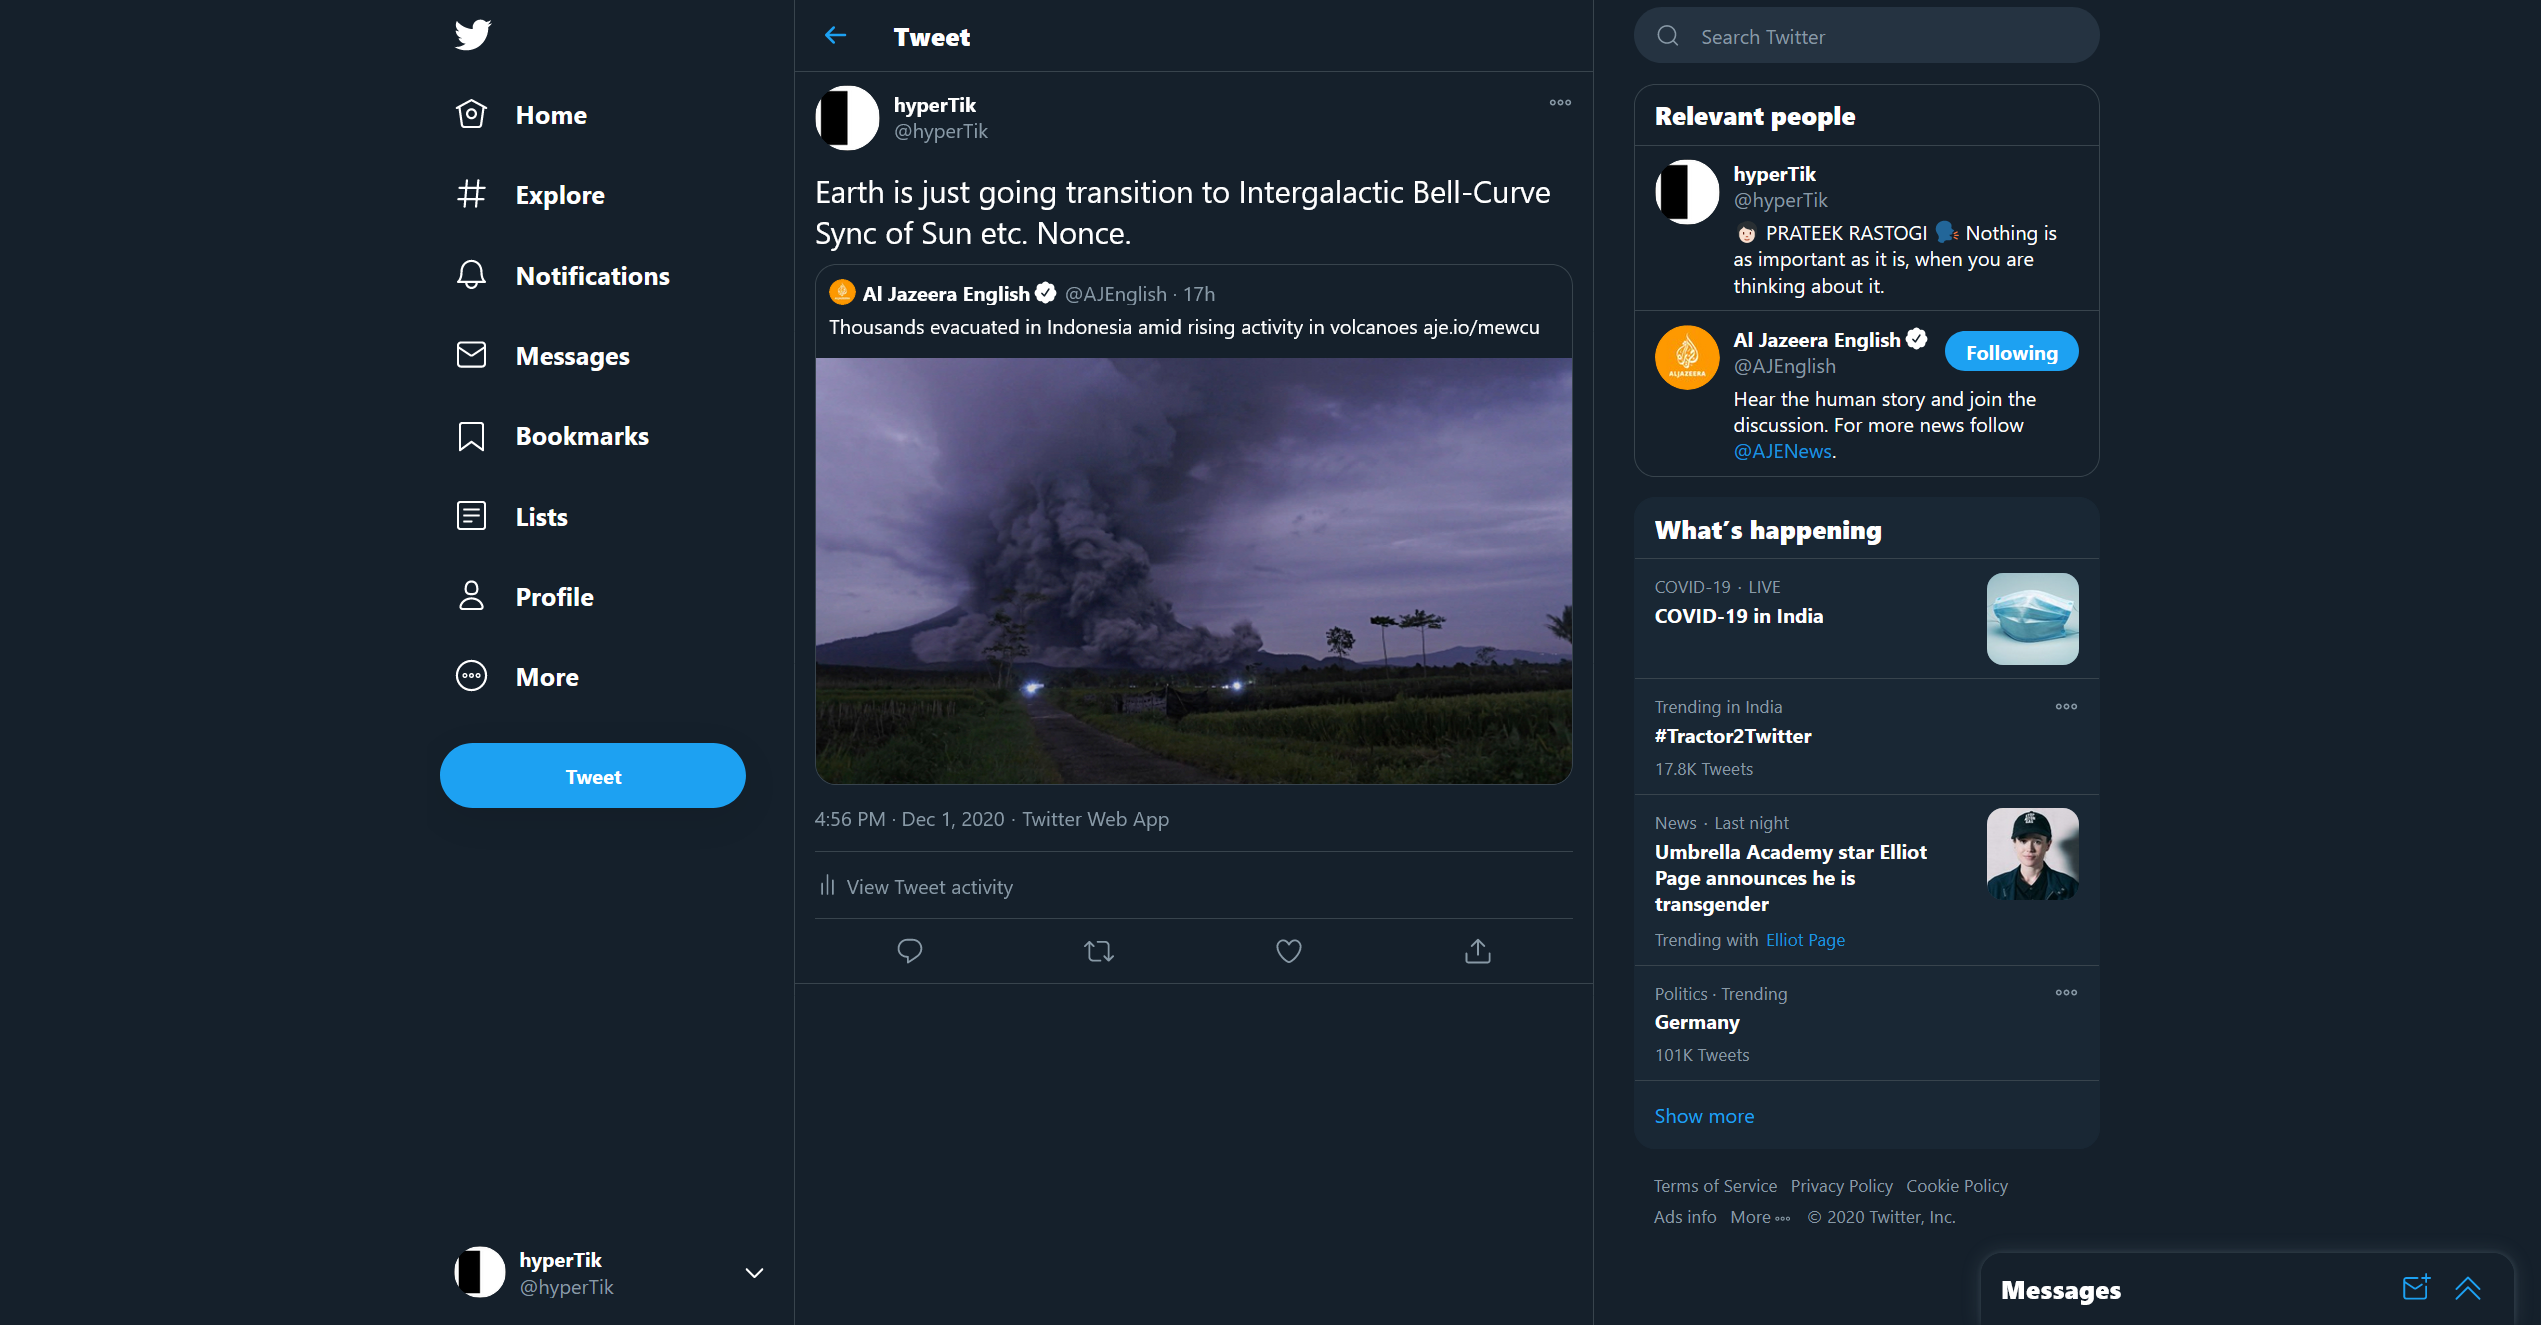 Home
Explore
Notifications
Messages
Bookmarks
Lists
Profile
More
Tweet
hyperTik
@hyperTik
Tweet
hyperTik
@hyperTik
Earth is just going transition to Intergalactic Bell-Curve
Sync of Sun etc. Nonce.
Al Jazeera English @AJEnglish · 17h
Thousands evacuated in Indonesia amid rising activity in volcanoes aje.io/mewcu
4:56 PM · Dec 1, 2020 · Twitter Web App
View Tweet activity
Search Twitter
Relevant people
hyperTik
@hyperTik
PRATEEK RASTOGI Nothing is
as important as it is, when you are
thinking about it.
ALJAZEERA
Al Jazeera English
@AJEnglish
Following
Hear the human story and join the
discussion. For more news follow
@AJENews.
What's happening
COVID-19 · LIVE
COVID-19 in India
Trending in India
#Tractor2Twitter
17.8K Tweets
News · Last night
Umbrella Academy star Elliot
Page announces he is
transgender
Trending with Elliot Page
Politics · Trending
Germany
101K Tweets
Show more
Terms of Service Privacy Policy Cookie Policy
Ads info More © 2020 Twitter, Inc.
Messages